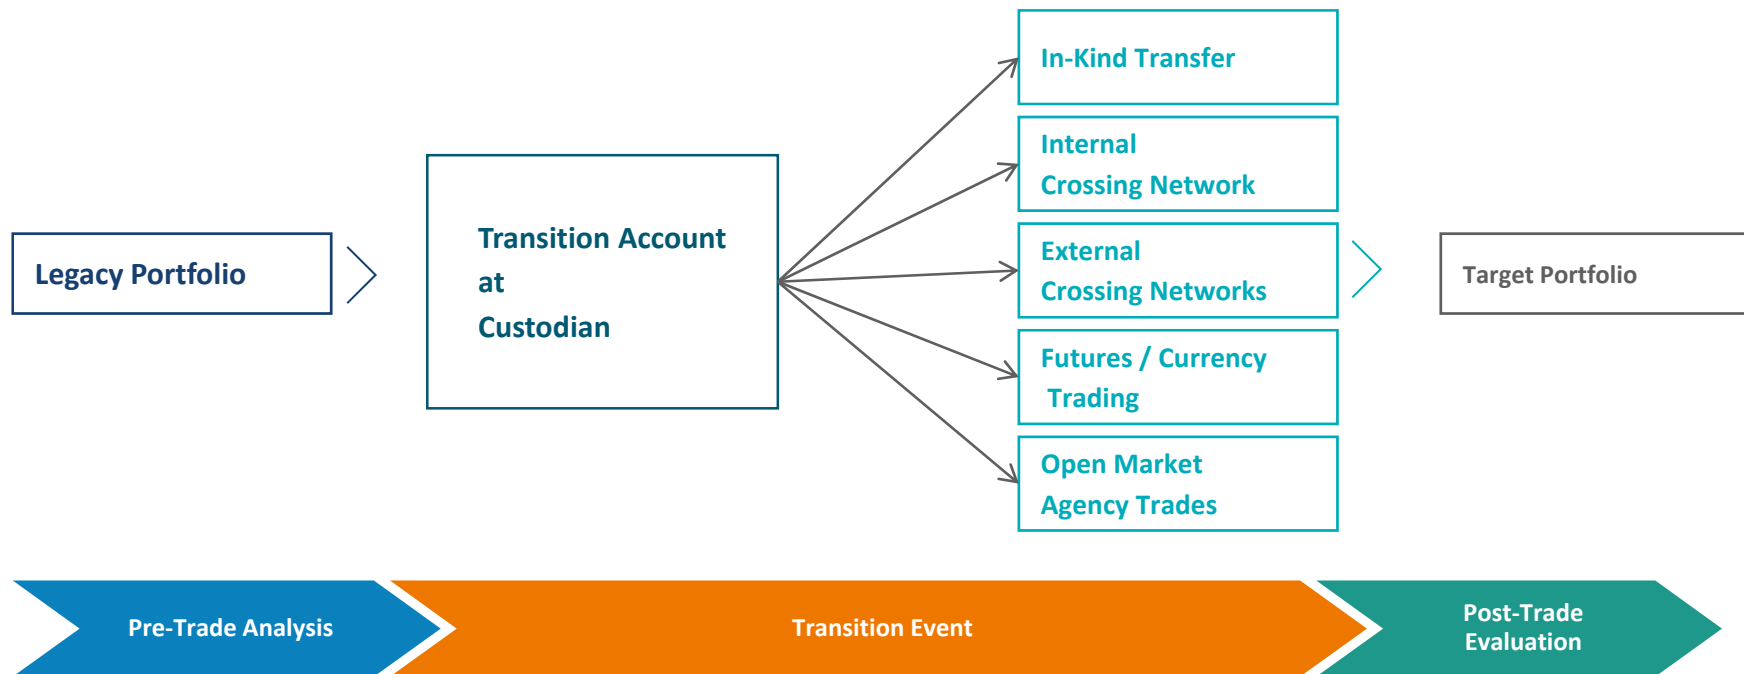 Legacy Portfolio
Transition Account
at
Custodian
In-Kind Transfer
Internal
Crossing Network
External
Crossing Networks
Futures / Currency
Trading
Open Market
Agency Trades
Target Portfolio
Pre-Trade Analysis
Transition Event
Post-Trade
Evaluation